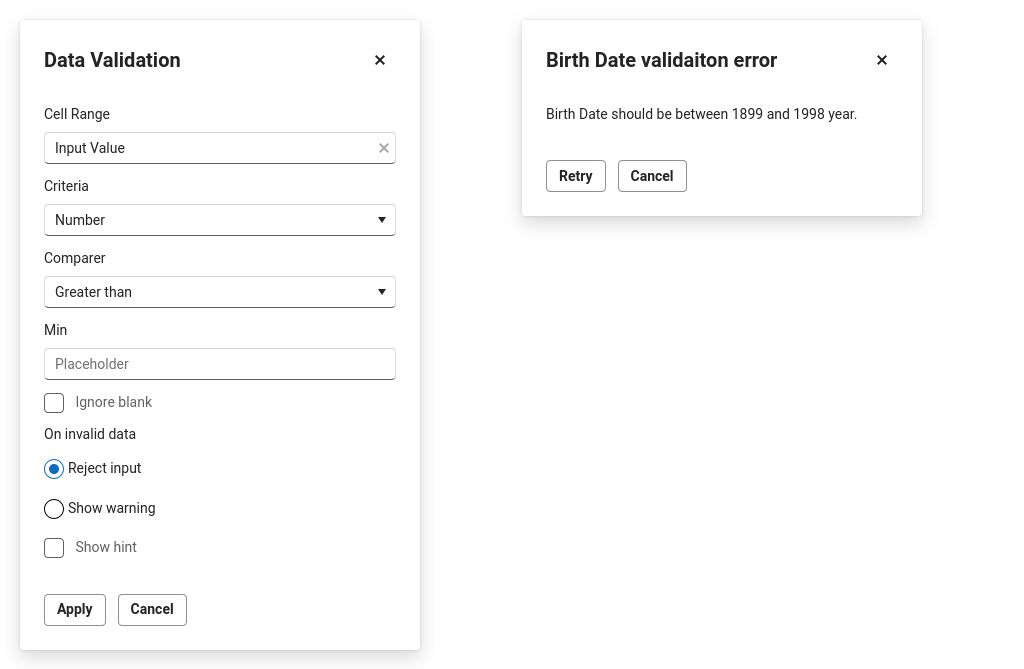 Data Validation
Cell Range
Input Value
Criteria
Number
Comparer
Greater than
Min
Placeholder
Ignore blank
On invalid data
Reject input
Show warning
Show hint
Apply
Cancel
Birth Date validaiton error
Birth Date should be between 1899 and 1998 year.
Retry
Cancel